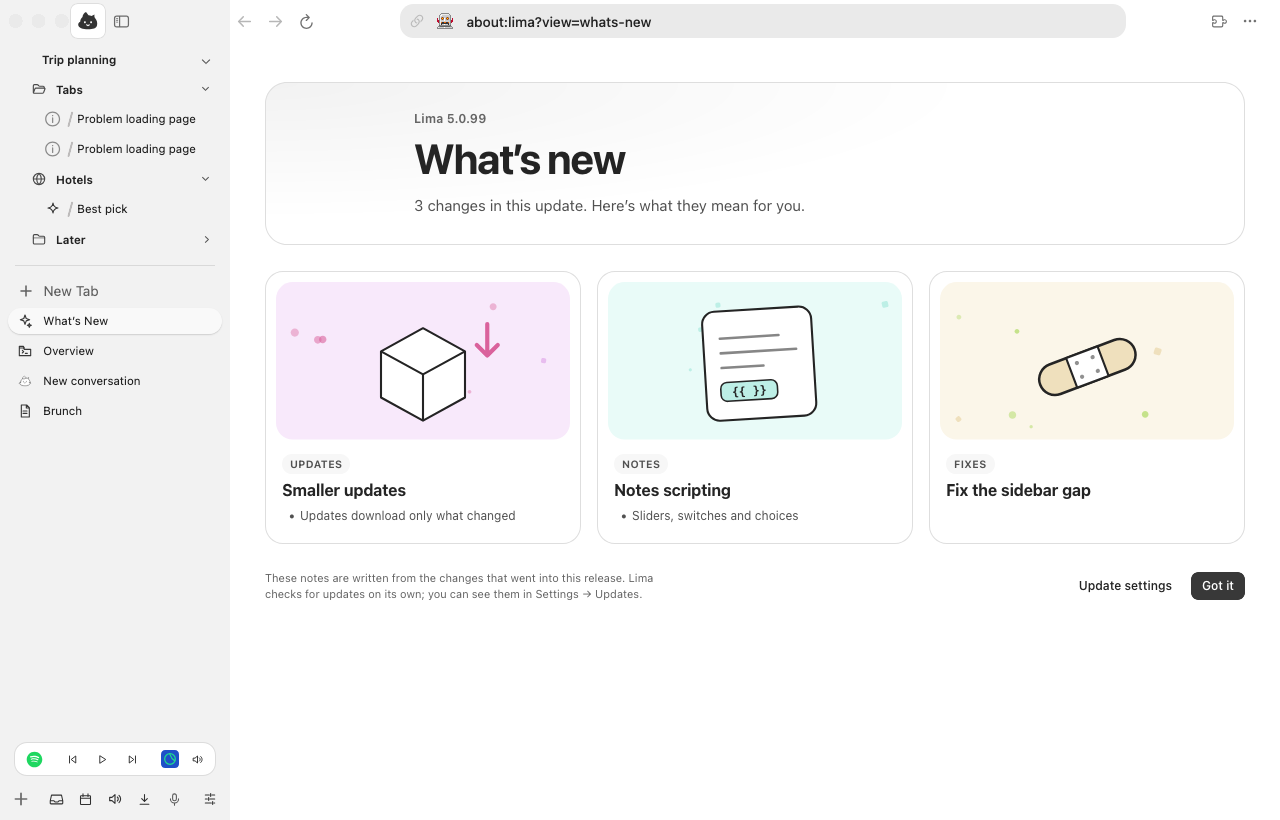 about:lima?view=whats-new
Trip planning
Tabs
/ Problem loading page
/ Problem loading page
Hotels
/ Best pick
Later
New Tab
What's New
Overview
New conversation
Brunch
Lima 5.0.99
What's new
3 changes in this update. Here's what they mean for you.
{{ }}
UPDATES
Smaller updates
• Updates download only what changed
NOTES
Notes scripting
• Sliders, switches and choices
FIXES
Fix the sidebar gap
These notes are written from the changes that went into this release. Lima
checks for updates on its own; you can see them in Settings → Updates.
Update settings
Got it